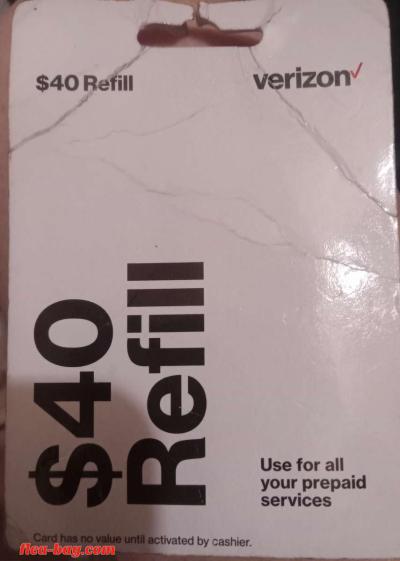 $40 Refill
verizon✓
$40
Refill
Use for all
your prepaid
services
Card has no value until activated by cashier.
flea-bag.com